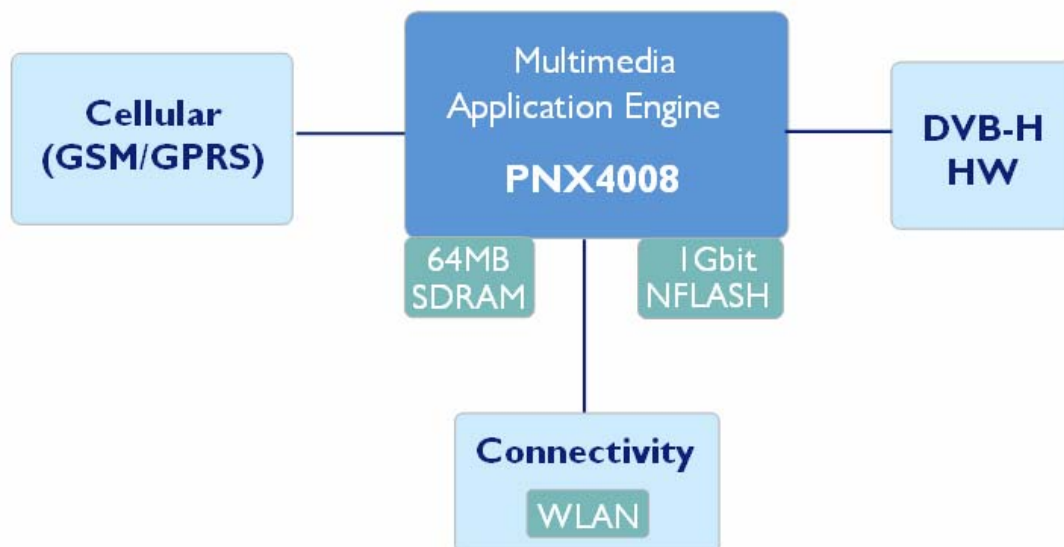 Multimedia
Application Engine
PNX4008
Cellular
(GSM/GPRS)
DVB-H
HW
64MB
SDRAM
1Gbit
NFLASH
Connectivity
WLAN